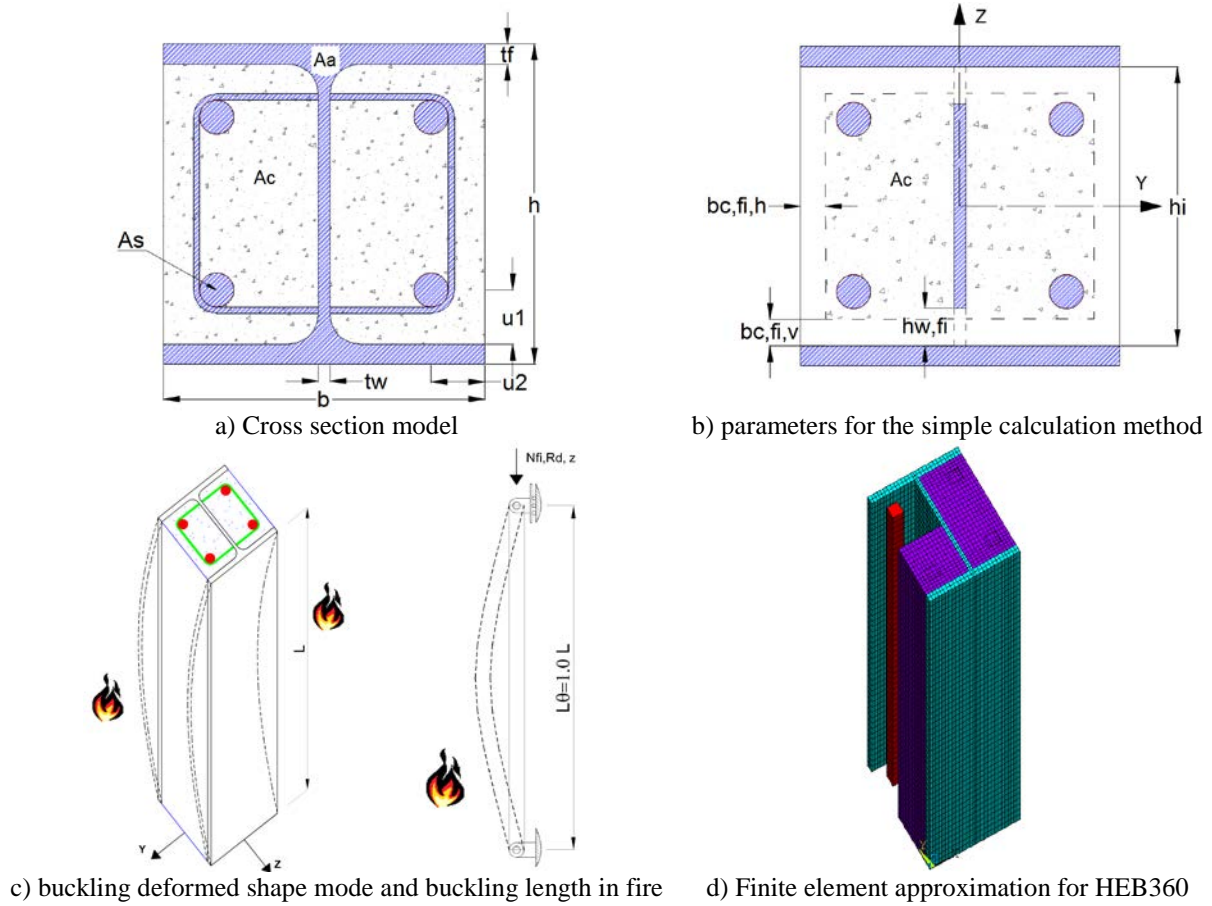 Aa
tf
Ac
h
As
u1
tw
u2
b
a) Cross section model
Z
Ac
Y
bc,fi,h
hi
hw,fi
bc,fi,v
b) parameters for the simple calculation method
Nfi,Rd, z
L
Lθ=1.0 L
Y
Z
c) buckling deformed shape mode and buckling length in fire
d) Finite element approximation for HEB360